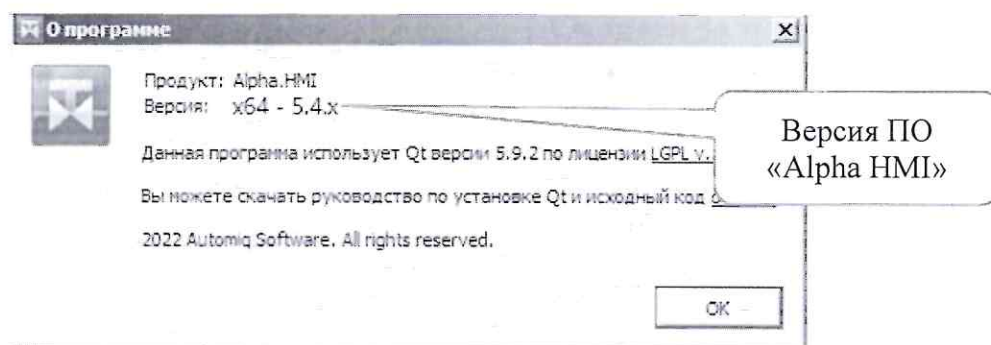 О программе
Продукт: Alpha.HMI
Версия: x64 - 5.4.x
Данная программа использует Qt версии 5.9.2 по лицензии LGPL v.
Вы можете скачать руководство по установке Qt и исходный код
2022 Automiq Software. All rights reserved.
OK
Версия ПО
«Alpha HMI»